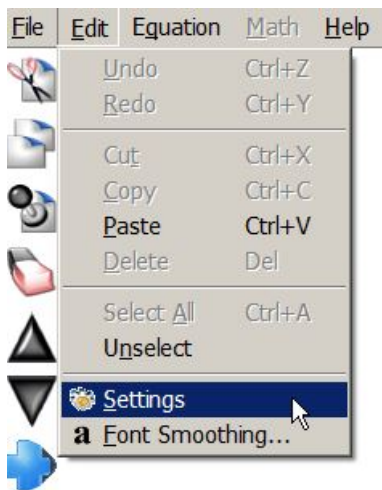 File Edit Equation Math Help
Undo Ctrl+Z
Redo Ctrl+Y
Cut Ctrl+X
Copy Ctrl+C
Paste Ctrl+V
Delete Del
Select All Ctrl+A
Unselect
Settings
a Font Smoothing...